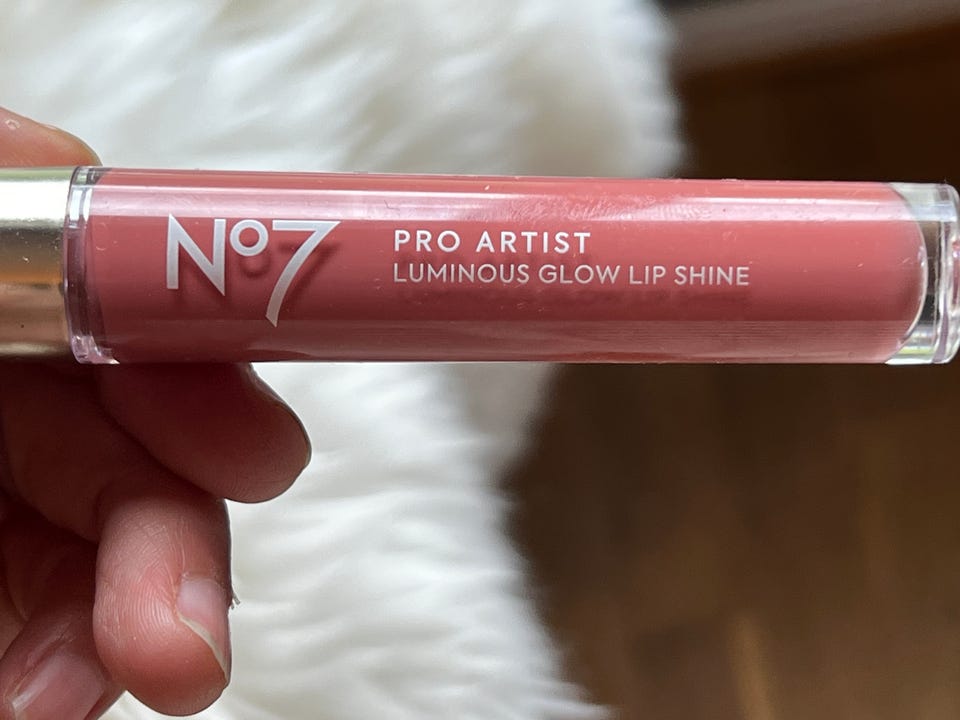 No7
PRO ARTIST
LUMINOUS GLOW LIP SHINE